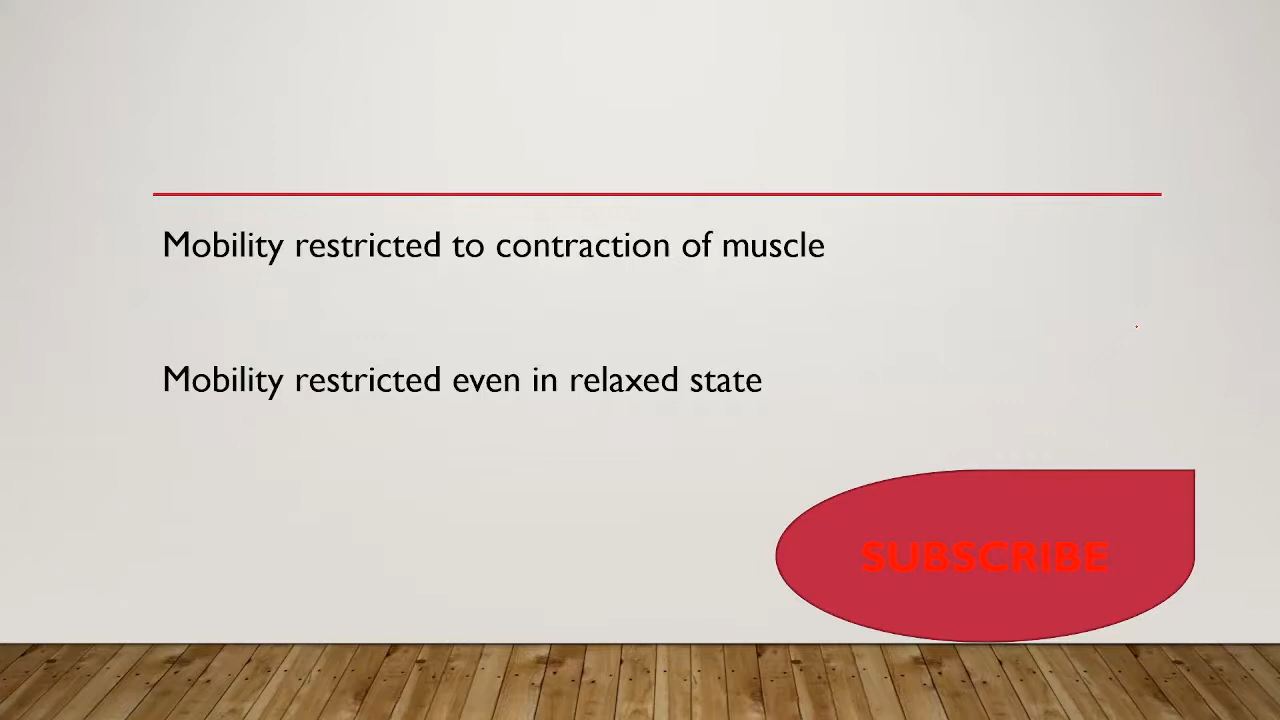 Mobility restricted to contraction of muscle
Mobility restricted even in relaxed state
SUBSCRIBE